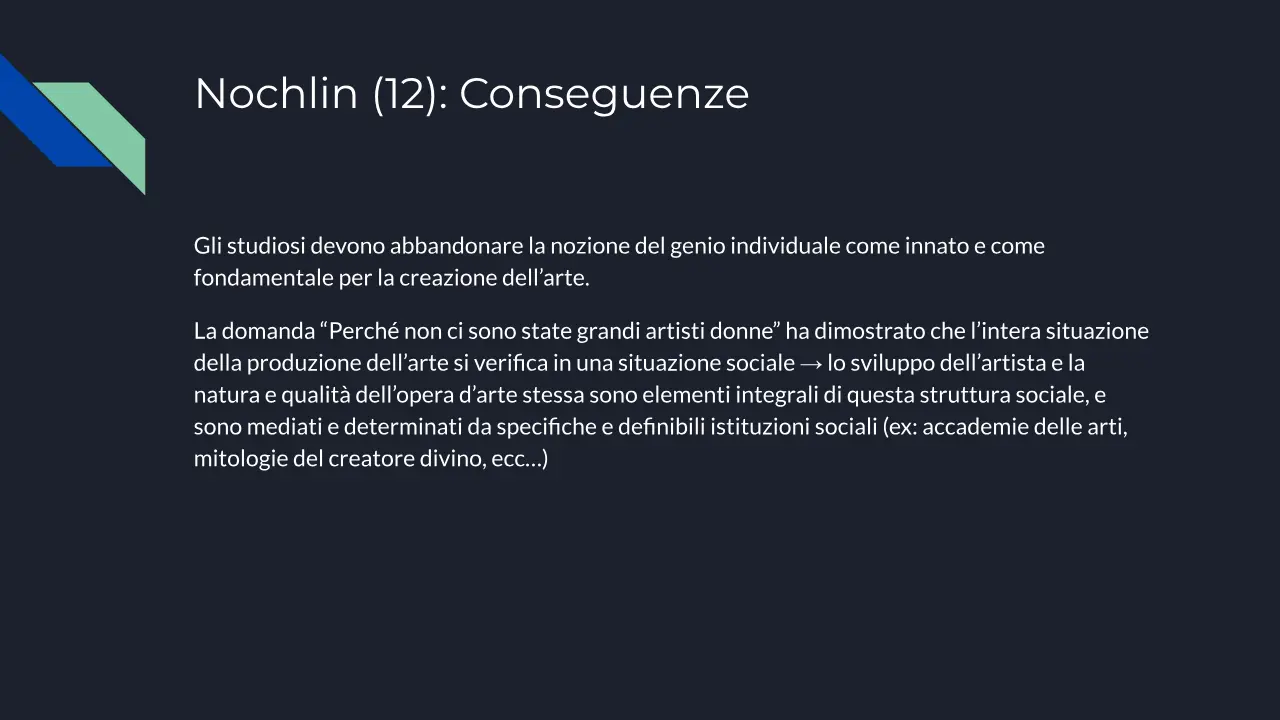 Nochlin (12): Conseguenze
Gli studiosi devono abbandonare la nozione del genio individuale come innato e come
fondamentale per la creazione dell’arte.
La domanda “Perché non ci sono state grandi artisti donne” ha dimostrato che l’intera situazione
della produzione dell’arte si verifica in una situazione sociale → lo sviluppo dell’artista e la
natura e qualità dell’opera d’arte stessa sono elementi integrali di questa struttura sociale, e
sono mediati e determinati da specifiche e definibili istituzioni sociali (ex: accademie delle arti,
mitologie del creatore divino, ecc…)